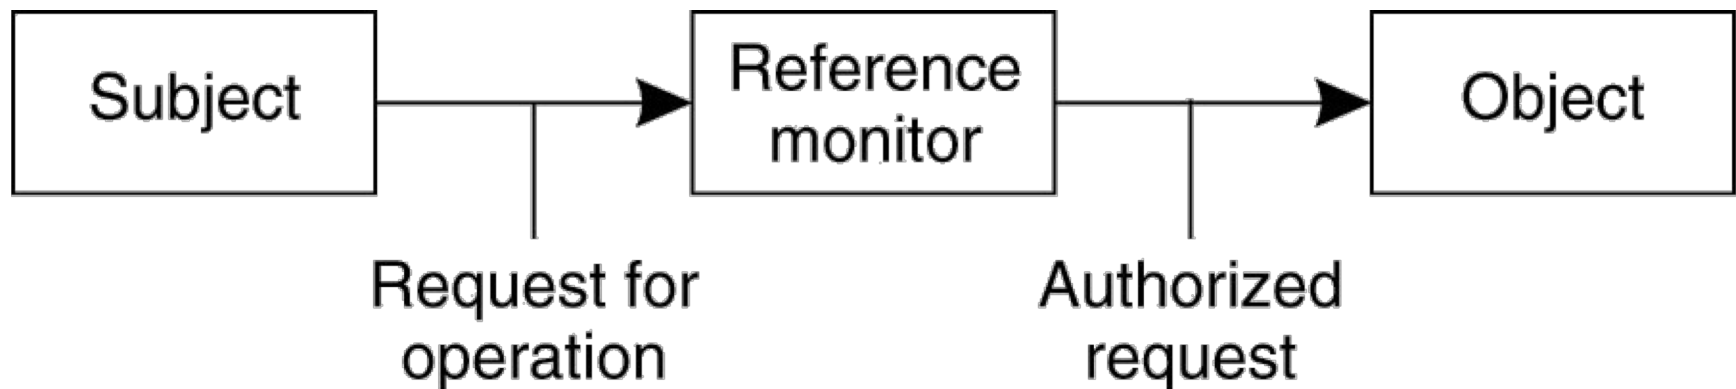 Subject
Reference
monitor
Object
Request for
operation
Authorized
request